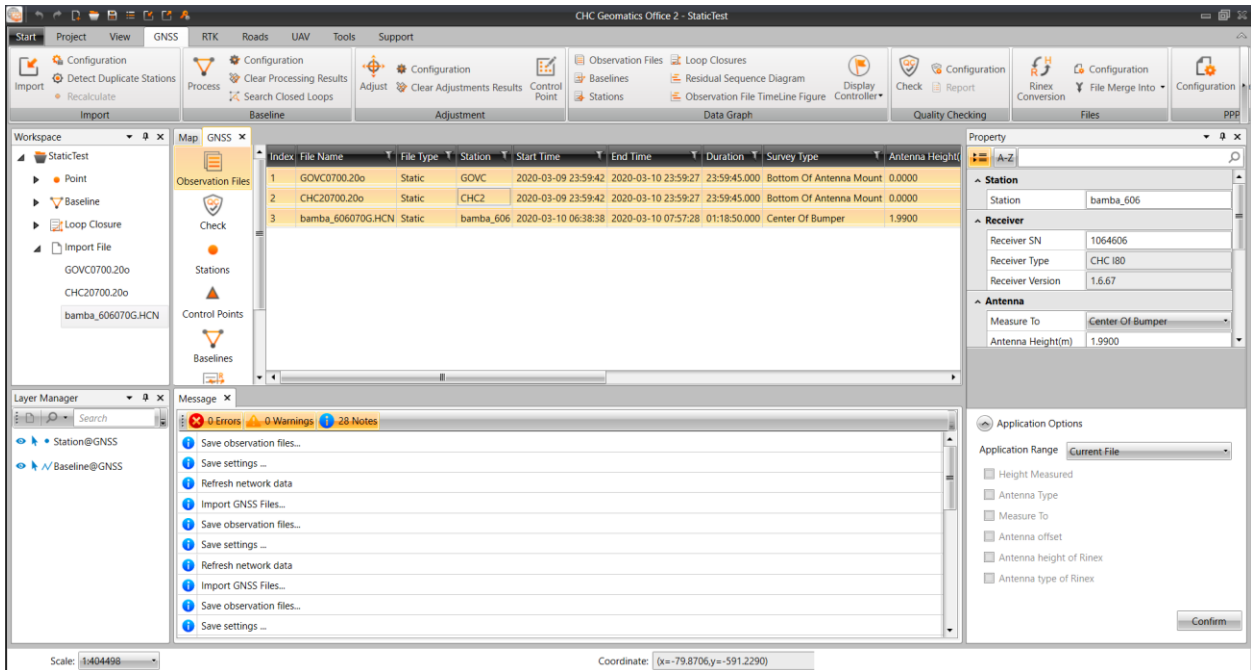 CHC Geomatics Office 2 - StaticTest
Start Project View GNSS RTK Roads UAV Tools Support
Import
Configuration
Detect Duplicate Stations
Recalculate
Import
Process
Configuration
Clear Processing Results
Search Closed Loops
Baseline
Adjust
Configuration
Clear Adjustments Results
Control Point
Adjustment
Observation Files
Baselines
Stations
Loop Closures
Residual Sequence Diagram
Observation File TimeLine Figure
Display Controller
Data Graph
Check
Configuration
Report
Quality Checking
Rinex Conversion
Configuration
File Merge Into
Files
Configuration
PPP
Workspace
StaticTest
Point
Baseline
Loop Closure
Import File
GOVC0700.20o
CHC20700.20o
bamba_606070G.HCN
Map GNSS
Observation Files
Check
Stations
Control Points
Baselines
Index File Name File Type Station Start Time End Time Duration Survey Type Antenna Height(
1 GOVC0700.20o Static GOVC 2020-03-09 23:59:42 2020-03-10 23:59:27 23:59:45.000 Bottom Of Antenna Mount 0.0000
2 CHC20700.20o Static CHC2 2020-03-09 23:59:42 2020-03-10 23:59:27 23:59:45.000 Bottom Of Antenna Mount 0.0000
3 bamba_606070G.HCN Static bamba_606 2020-03-10 06:38:38 2020-03-10 07:57:28 01:18:50.000 Center Of Bumper 1.9900
Property
A-Z
Station
Station bamba_606
Receiver
Receiver SN 1064606
Receiver Type CHC I80
Receiver Version 1.6.67
Antenna
Measure To Center Of Bumper
Antenna Height(m) 1.9900
Layer Manager
Search
Station@GNSS
Baseline@GNSS
Message
0 Errors 0 Warnings 28 Notes
Save observation files...
Save settings ...
Refresh network data
Import GNSS Files...
Save observation files...
Save settings ...
Refresh network data
Import GNSS Files...
Save observation files...
Save settings ...
Application Options
Application Range Current File
Height Measured
Antenna Type
Measure To
Antenna offset
Antenna height of Rinex
Antenna type of Rinex
Confirm
Scale: 1:404498
Coordinate: (x=-79.8706,y=-591.2290)